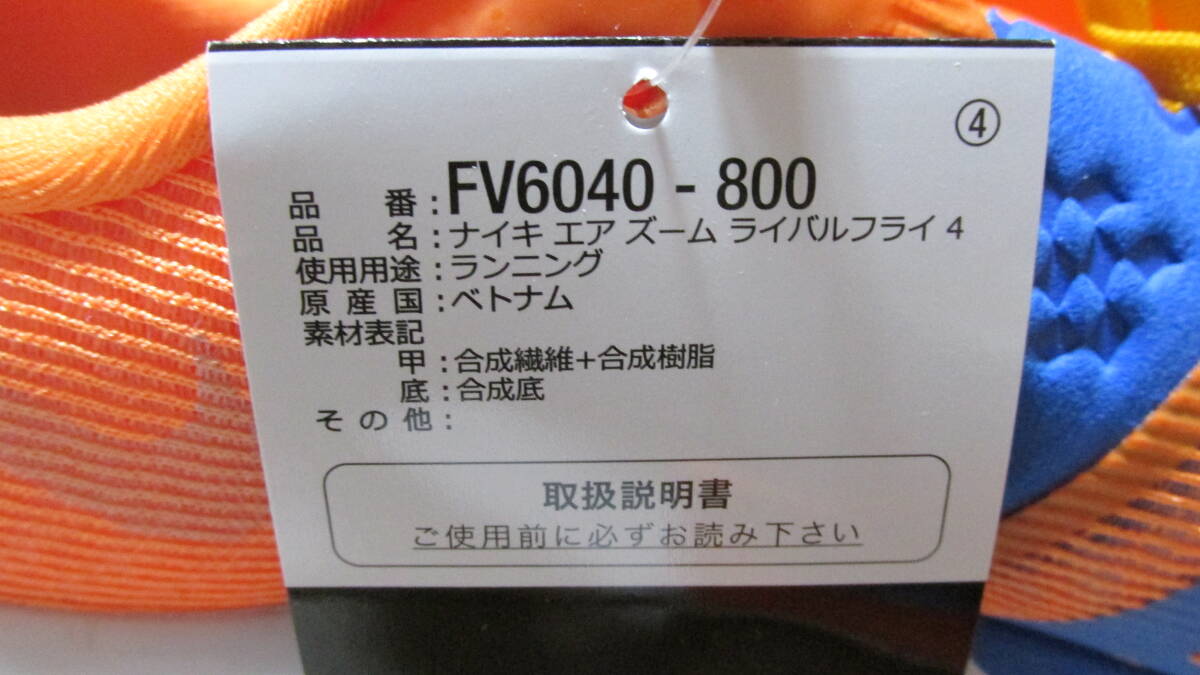 ④
品番:FV6040-800
品名:ナイキ エア ズーム ライバルフライ 4
使用用途:ランニング
原産国:ベトナム
素材表記
甲:合成繊維+合成樹脂
底:合成底
その他:
取扱説明書
ご使用前に必ずお読み下さい